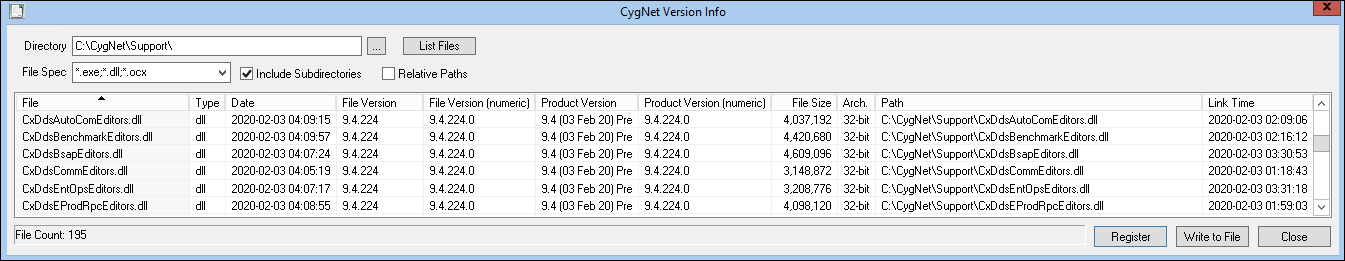 CygNet Version Info
Directory C:\CygNet\Support\ ... List Files
File Spec *.exe;*.dll;*.ocx Include Subdirectories Relative Paths
File Type Date File Version File Version (numeric) Product Version Product Version (numeric) File Size Arch. Path Link Time
CxDdsAutoComEditors.dll dll 2020-02-03 04:09:15 9.4.224 9.4.224.0 9.4 (03 Feb 20) Pre 9.4.224.0 4,037,192 32-bit C:\CygNet\Support\CxDdsAutoComEditors.dll 2020-02-03 02:09:06
CxDdsBenchmarkEditors.dll dll 2020-02-03 04:09:57 9.4.224 9.4.224.0 9.4 (03 Feb 20) Pre 9.4.224.0 4,420,680 32-bit C:\CygNet\Support\CxDdsBenchmarkEditors.dll 2020-02-03 02:16:12
CxDdsBsapEditors.dll dll 2020-02-03 04:07:24 9.4.224 9.4.224.0 9.4 (03 Feb 20) Pre 9.4.224.0 4,609,096 32-bit C:\CygNet\Support\CxDdsBsapEditors.dll 2020-02-03 03:30:53
CxDdsCommEditors.dll dll 2020-02-03 04:05:19 9.4.224 9.4.224.0 9.4 (03 Feb 20) Pre 9.4.224.0 3,148,872 32-bit C:\CygNet\Support\CxDdsCommEditors.dll 2020-02-03 01:18:43
CxDdsEntOpsEditors.dll dll 2020-02-03 04:07:17 9.4.224 9.4.224.0 9.4 (03 Feb 20) Pre 9.4.224.0 3,208,776 32-bit C:\CygNet\Support\CxDdsEntOpsEditors.dll 2020-02-03 03:31:18
CxDdsEProdRpcEditors.dll dll 2020-02-03 04:08:55 9.4.224 9.4.224.0 9.4 (03 Feb 20) Pre 9.4.224.0 4,098,120 32-bit C:\CygNet\Support\CxDdsEProdRpcEditors.dll 2020-02-03 01:59:03
File Count: 195 Register Write to File Close